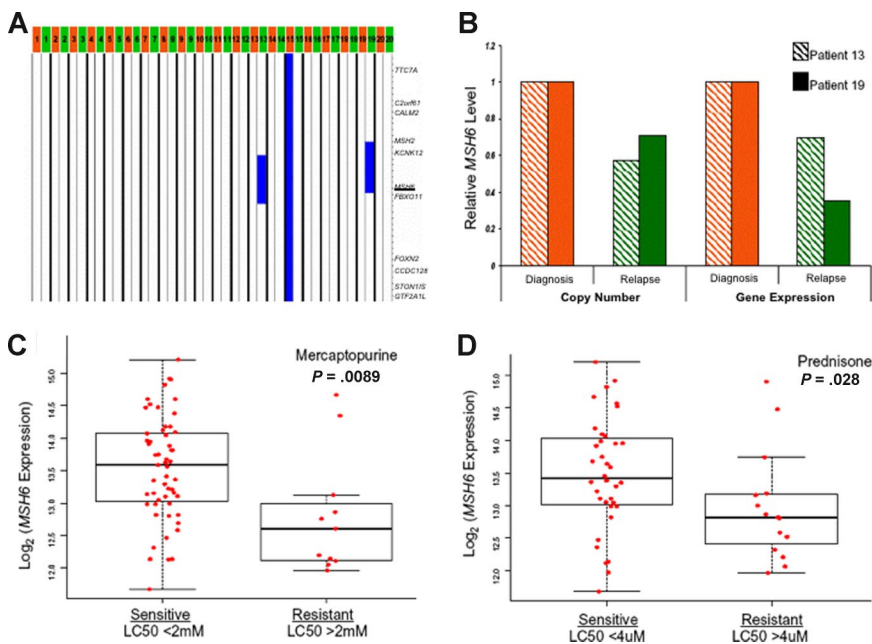 A
1 1 2 2 3 3 4 4 5 5 6 6 7 7 8 8 9 9 10 10 11 11 12 12 13 13 14 14 15 15 16 16 17 17 18 18 19 19 20 20
TTC7A
C2orf61
CALM2
MSH2
KCNK12
MSH6
FBXO11
FOXN2
CCDC128
STON1/S
GTF2A1L
B
Relative MSH6 Level
1.2
1
0.8
0.6
0.4
0.2
0
Patient 13
Patient 19
Diagnosis
Relapse
Diagnosis
Relapse
Copy Number
Gene Expression
C
Log2 (MSH6 Expression)
15.0
14.5
14.0
13.5
13.0
12.5
12.0
Mercaptopurine
P = .0089
Sensitive
LC50 <2mM
Resistant
LC50 >2mM
D
Log2 (MSH6 Expression)
15.0
14.5
14.0
13.5
13.0
12.5
12.0
Prednisone
P = .028
Sensitive
LC50 <4uM
Resistant
LC50 >4uM